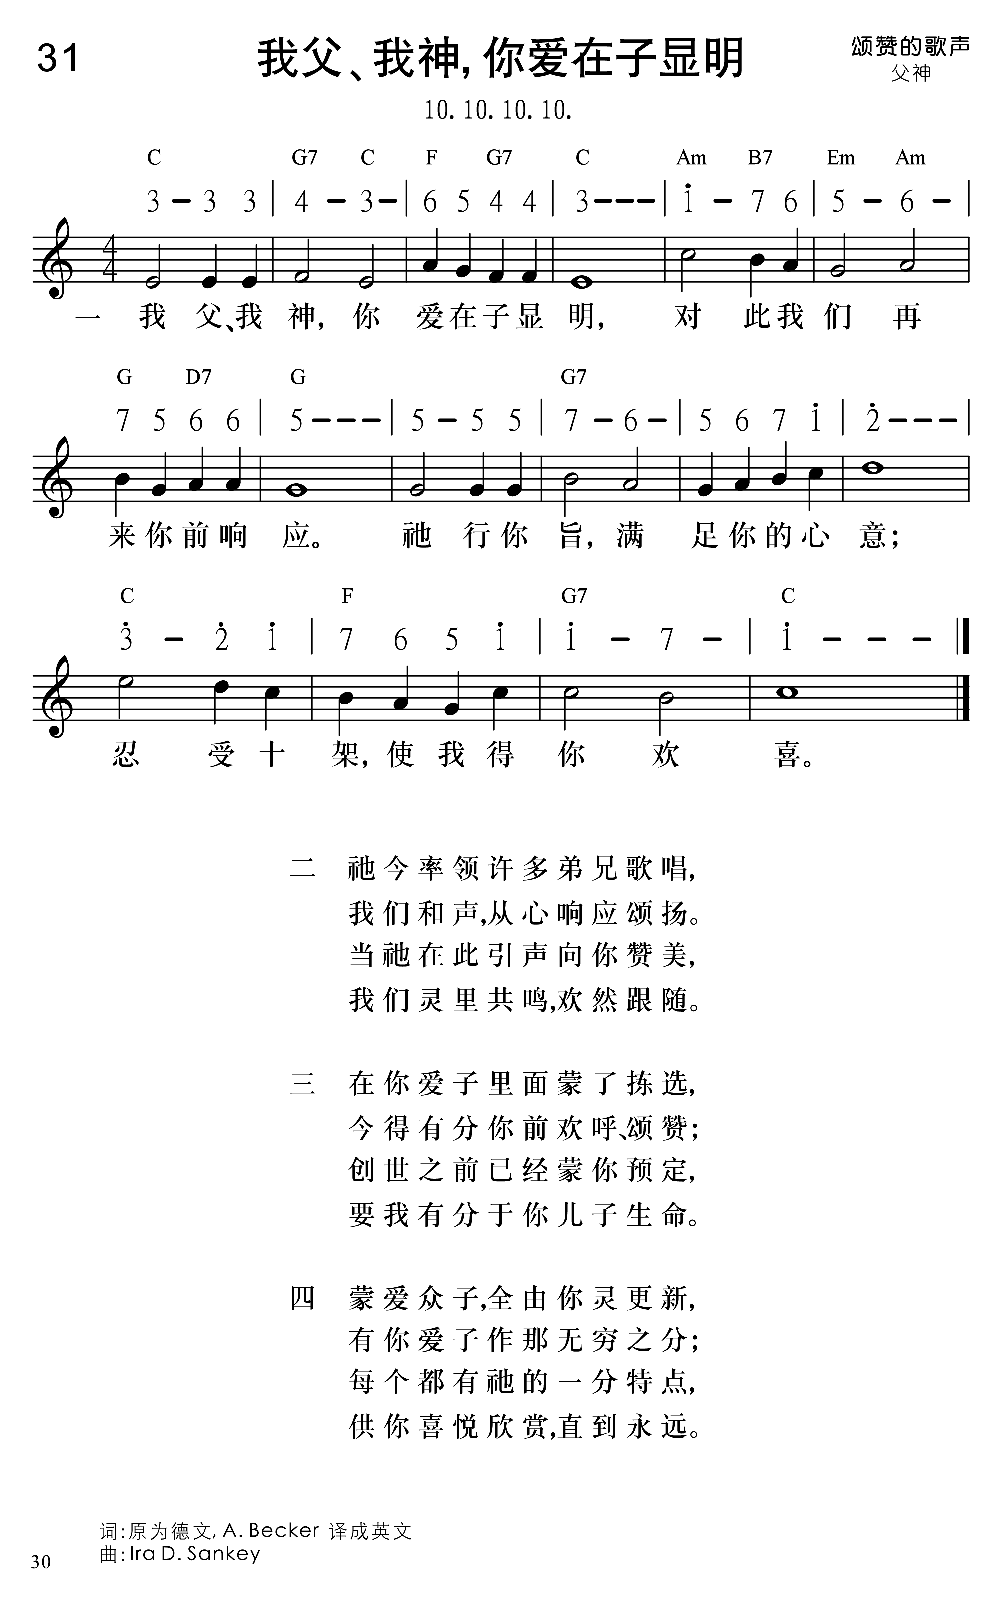 31
我父、我神,你爱在子显明
颂赞的歌声
父神
10. 10. 10. 10.
C G7 C F G7 C Am B7 Em Am
3 – 3 3 | 4 – 3 – | 6 5 4 4 | 3 – – – | 1̇ – 7 6 | 5 – 6 – |
4
4
一 我 父、我 神, 你 爱 在 子 显 明, 对 此 我 们 再
G D7 G G7
7 5 6 6 | 5 – – – | 5 – 5 5 | 7 – 6 – | 5 6 7 1̇ | 2̇ – – – |
来 你 前 响 应。 祂 行 你 旨, 满 足 你 的 心 意;
C F G7 C
3̇ – 2̇ 1̇ | 7 6 5 1̇ | 1̇ – 7 – | 1̇ – – – ‖
忍 受 十 架, 使 我 得 你 欢 喜。
二 祂今率领许多弟兄歌唱,
我们和声,从心响应颂扬。
当祂在此引声向你赞美,
我们灵里共鸣,欢然跟随。
三 在你爱子里面蒙了拣选,
今得有分你前欢呼、颂赞;
创世之前已经蒙你预定,
要我有分于你儿子生命。
四 蒙爱众子,全由你灵更新,
有你爱子作那无穷之分;
每个都有祂的一分特点,
供你喜悦欣赏,直到永远。
词:原为德文, A. Becker 译成英文
曲: Ira D. Sankey
30